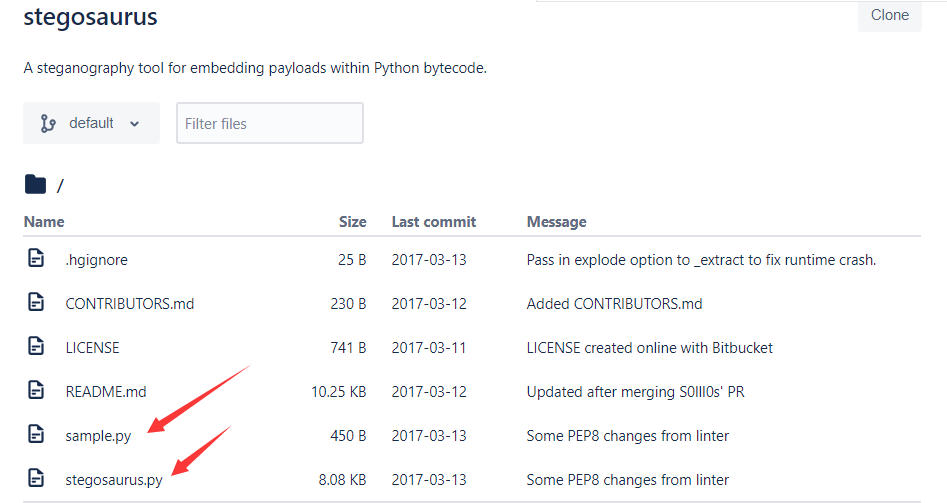 stegosaurus
Clone
A steganography tool for embedding payloads within Python bytecode.
default
Filter files
/
Name Size Last commit Message
.hgignore 25 B 2017-03-13 Pass in explode option to _extract to fix runtime crash.
CONTRIBUTORS.md 230 B 2017-03-12 Added CONTRIBUTORS.md
LICENSE 741 B 2017-03-11 LICENSE created online with Bitbucket
README.md 10.25 KB 2017-03-12 Updated after merging S0lll0s' PR
sample.py 450 B 2017-03-13 Some PEP8 changes from linter
stegosaurus.py 8.08 KB 2017-03-13 Some PEP8 changes from linter